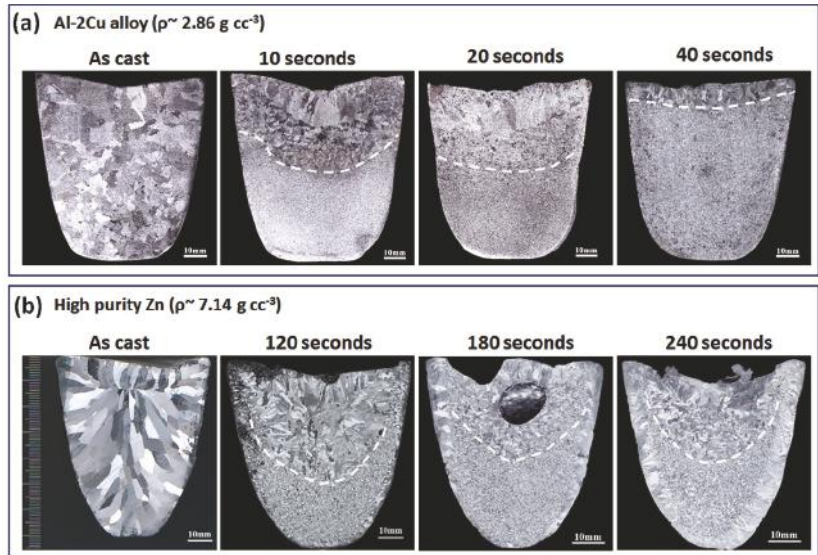 (a) Al-2Cu alloy (ρ~ 2.86 g cc⁻³)
As cast 10 seconds 20 seconds 40 seconds
10mm 10mm 10mm 10mm
(b) High purity Zn (ρ~ 7.14 g cc⁻³)
As cast 120 seconds 180 seconds 240 seconds
10mm 10mm 10mm 10mm